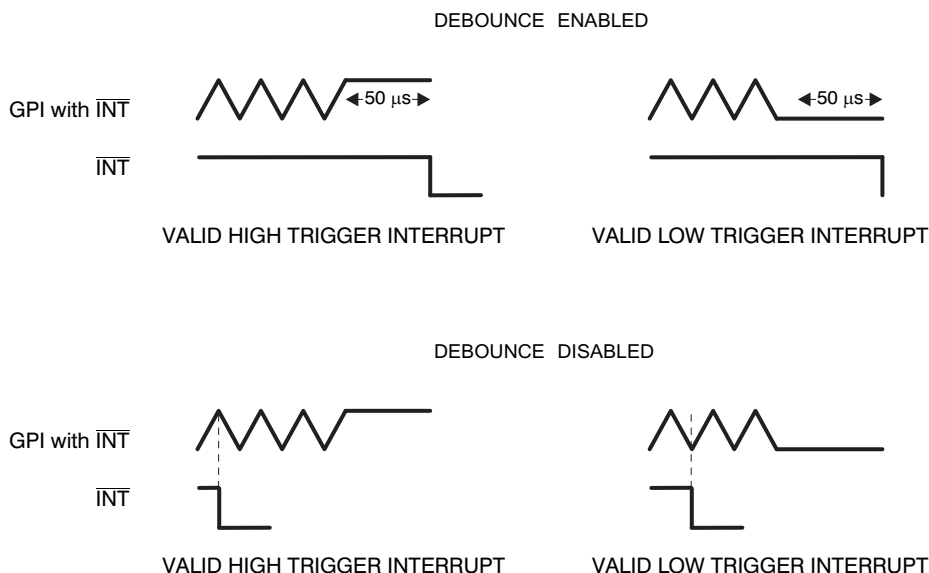 DEBOUNCE ENABLED
GPI with INT
50 μs
50 μs
INT
VALID HIGH TRIGGER INTERRUPT
VALID LOW TRIGGER INTERRUPT
DEBOUNCE DISABLED
GPI with INT
INT
VALID HIGH TRIGGER INTERRUPT
VALID LOW TRIGGER INTERRUPT